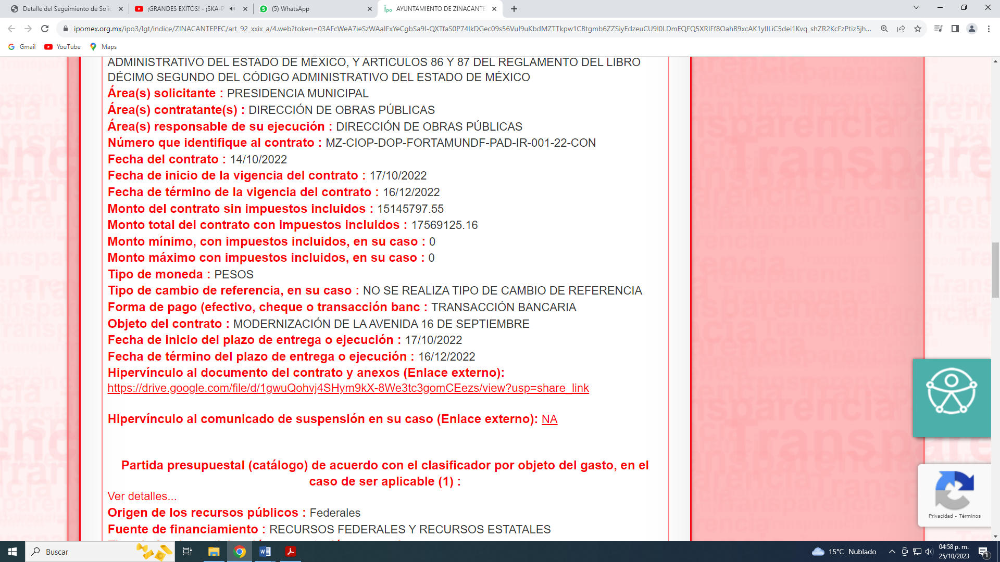 Detalle del Seguimiento de Solic
¡GRANDES EXITOS! - ¡SKA-P
(5) WhatsApp
AYUNTAMIENTO DE ZINACANTE
ipomex.org.mx/ipo3/lgt/indice/ZINACANTEPEC/art_92_xxix_a/4.web?token=03AFcWeA7ieSzWAaIFxYeCgbSa9I-QXTfaS0P74IkDGec09s56VuI9uKbdMZTTkpw1CBtgmb6ZZSiyEdzeuCU9I0LDmEQFQ5XRIFf8OahB9xcAK1yIlLiC5dei1Kvq_shZR2KcFzPtiz5jh...
Gmail
YouTube
Maps
ADMINISTRATIVO DEL ESTADO DE MÉXICO, Y ARTÍCULOS 86 Y 87 DEL REGLAMENTO DEL LIBRO
DÉCIMO SEGUNDO DEL CÓDIGO ADMINISTRATIVO DEL ESTADO DE MÉXICO
Área(s) solicitante : PRESIDENCIA MUNICIPAL
Área(s) contratante(s) : DIRECCIÓN DE OBRAS PÚBLICAS
Área(s) responsable de su ejecución : DIRECCIÓN DE OBRAS PÚBLICAS
Número que identifique al contrato : MZ-CIOP-DOP-FORTAMUNDF-PAD-IR-001-22-CON
Fecha del contrato : 14/10/2022
Fecha de inicio de la vigencia del contrato : 17/10/2022
Fecha de término de la vigencia del contrato : 16/12/2022
Monto del contrato sin impuestos incluidos : 15145797.55
Monto total del contrato con impuestos incluidos : 17569125.16
Monto mínimo, con impuestos incluidos, en su caso : 0
Monto máximo con impuestos incluidos, en su caso : 0
Tipo de moneda : PESOS
Tipo de cambio de referencia, en su caso : NO SE REALIZA TIPO DE CAMBIO DE REFERENCIA
Forma de pago (efectivo, cheque o transacción banc : TRANSACCIÓN BANCARIA
Objeto del contrato : MODERNIZACIÓN DE LA AVENIDA 16 DE SEPTIEMBRE
Fecha de inicio del plazo de entrega o ejecución : 17/10/2022
Fecha de término del plazo de entrega o ejecución : 16/12/2022
Hipervínculo al documento del contrato y anexos (Enlace externo):
https://drive.google.com/file/d/1gwuQohvj4SHym9kX-8We3tc3gomCEezs/view?usp=share_link
Hipervínculo al comunicado de suspensión en su caso (Enlace externo): NA
Partida presupuestal (catálogo) de acuerdo con el clasificador por objeto del gasto, en el
caso de ser aplicable (1) :
Ver detalles...
Origen de los recursos públicos : Federales
Fuente de financiamiento : RECURSOS FEDERALES Y RECURSOS ESTATALES
Privacidad - Términos
Buscar
15°C Nublado
04:58 p. m.
25/10/2023
1